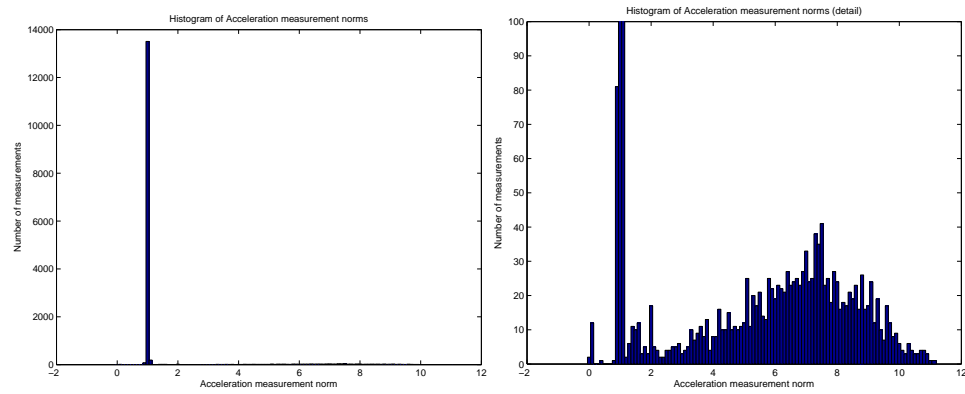 Histogram of Acceleration measurement norms
14000
12000
10000
8000
6000
4000
2000
0
Number of measurements
−2 0 2 4 6 8 10 12
Acceleration measurement norm
Histogram of Acceleration measurement norms (detail)
100
90
80
70
60
50
40
30
20
10
0
Number of measurements
−2 0 2 4 6 8 10 12
Acceleration measurement norm